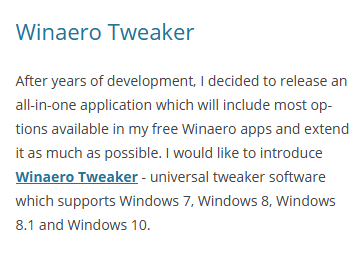 Winaero Tweaker
After years of development, I decided to release an
all-in-one application which will include most op-
tions available in my free Winaero apps and extend
it as much as possible. I would like to introduce
Winaero Tweaker - universal tweaker software
which supports Windows 7, Windows 8, Windows
8.1 and Windows 10.